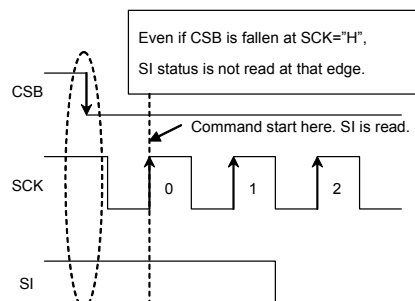 Even if CSB is fallen at SCK="H",
SI status is not read at that edge.
CSB
Command start here. SI is read.
SCK
0
1
2
SI